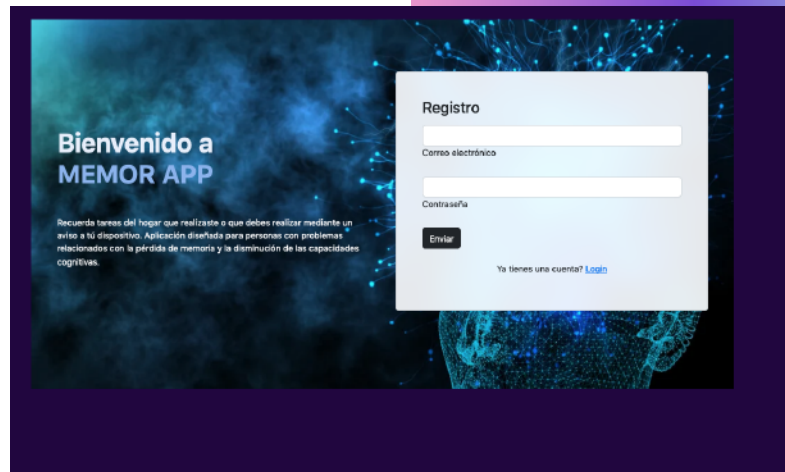 Bienvenido a
MEMOR APP
Recuerda tareas del hogar que realizaste o que debes realizar mediante un
aviso a tú dispositivo. Aplicación diseñada para personas con problemas
relacionados con la pérdida de memoria y la disminución de las capacidades
cognitivas.
Registro
Correo electrónico
Contraseña
Enviar
Ya tienes una cuenta? Login